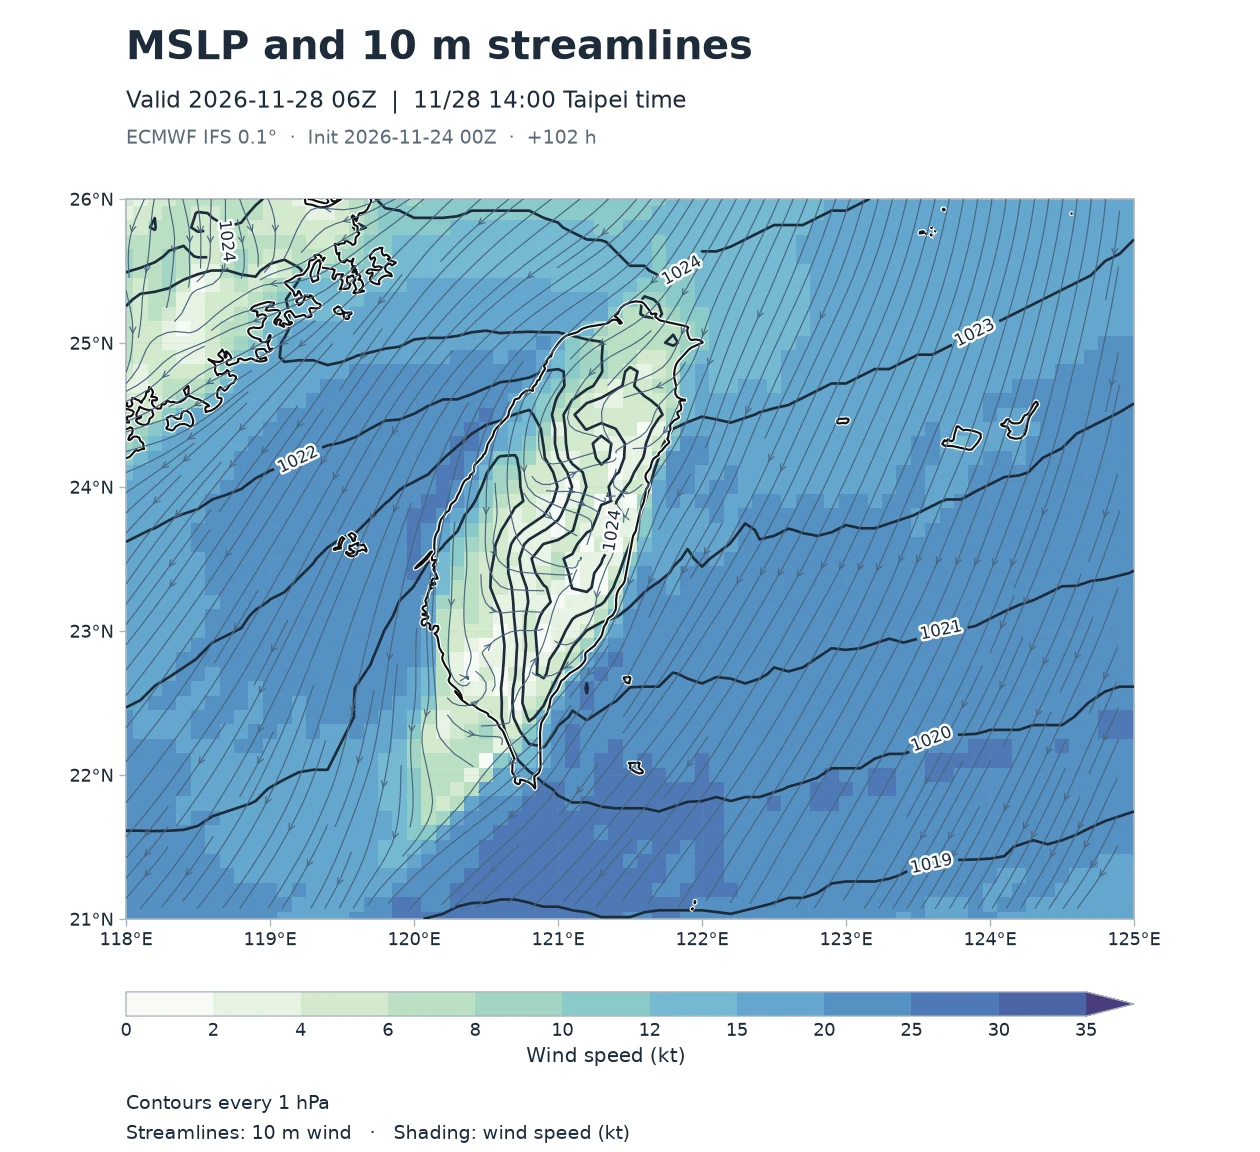 MSLP and 10 m streamlines
Valid 2026-11-28 06Z | 11/28 14:00 Taipei time
ECMWF IFS 0.1° · Init 2026-11-24 00Z · +102 h
26°N
25°N
24°N
23°N
22°N
21°N
1024
1024
1023
1022
1024
1021
1020
1019
118°E 119°E 120°E 121°E 122°E 123°E 124°E 125°E
0 2 4 6 8 10 12 15 20 25 30 35
Wind speed (kt)
Contours every 1 hPa
Streamlines: 10 m wind · Shading: wind speed (kt)